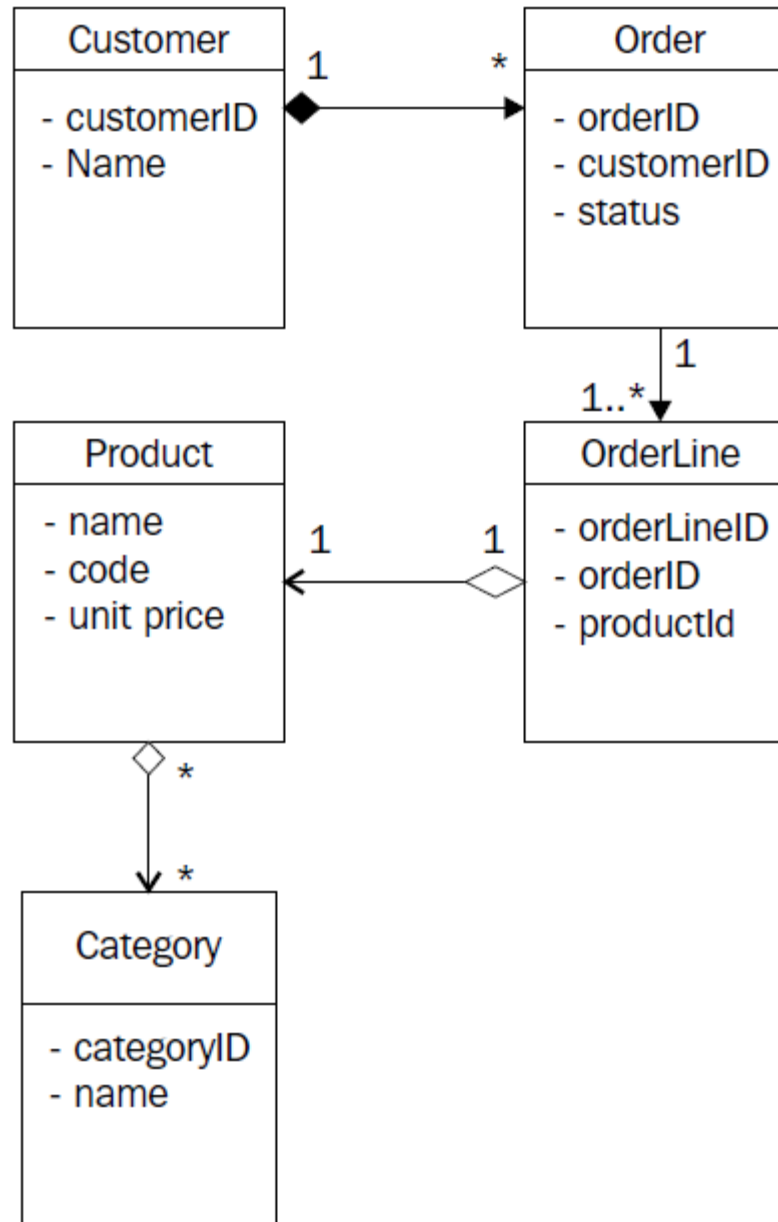 Customer
- customerID
- Name
1
*
Order
- orderID
- customerID
- status
1
1..*
Product
- name
- code
- unit price
1
1
OrderLine
- orderLineID
- orderID
- productId
*
*
Category
- categoryID
- name